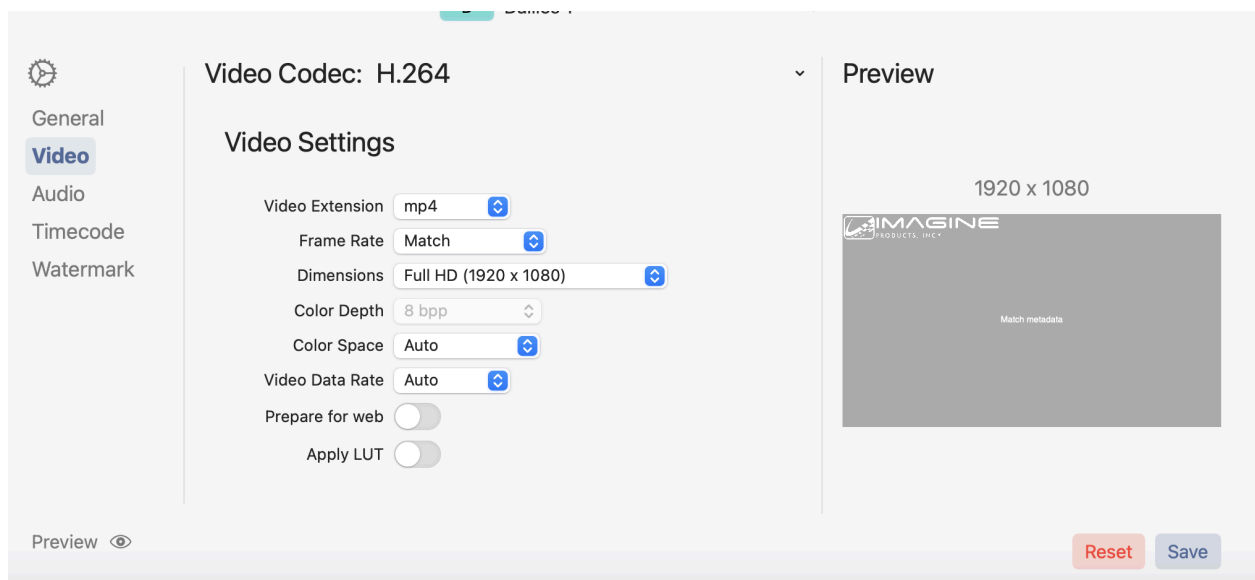 Video Codec: H.264
Preview
General
Video
Audio
Timecode
Watermark
Video Settings
Video Extension mp4
Frame Rate Match
Dimensions Full HD (1920 x 1080)
Color Depth 8 bpp
Color Space Auto
Video Data Rate Auto
Prepare for web
Apply LUT
1920 x 1080
IMAGINE
PRODUCTS, INC.
Match metadata
Preview
Reset
Save